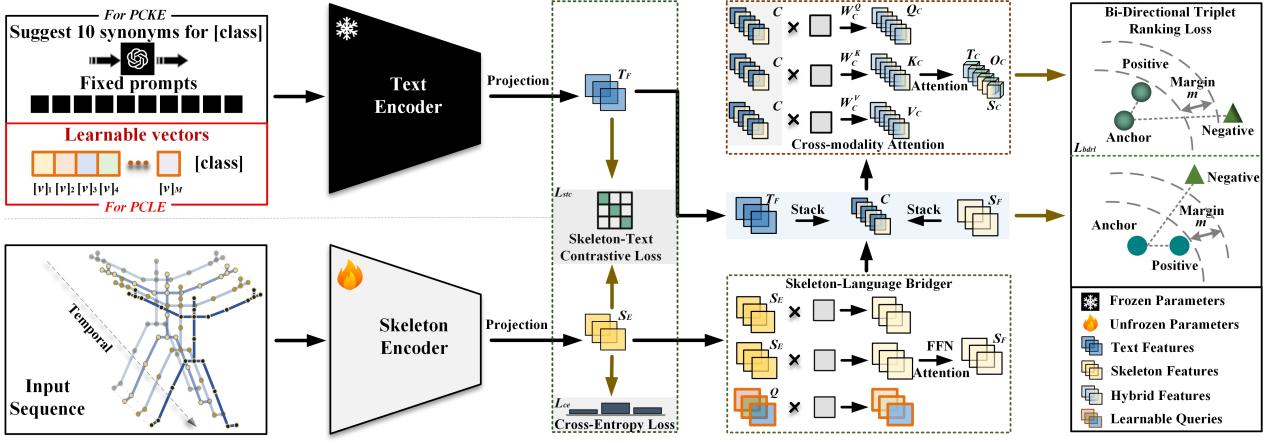 For PCKE
Suggest 10 synonyms for [class]
Fixed prompts
Learnable vectors
[class]
[v]1 [v]2 [v]3 [v]4 [v]M
For PCLE
Temporal
Input
Sequence
Text
Encoder
Skeleton
Encoder
Projection
Projection
TF
Lstc
Skeleton-Text
Contrastive Loss
SE
Lce
Cross-Entropy Loss
C × W^Q_C QC
C × W^K_C KC
Attention
TC OC
SC
C × W^V_C VC
Cross-modality Attention
TF Stack C Stack SF
Skeleton-Language Bridger
SE ×
SE × FFN SF
Attention
Q ×
Bi-Directional Triplet
Ranking Loss
Positive
Margin
m
Anchor
Negative
Lbdrl
Negative
Margin
m
Anchor
Positive
Frozen Parameters
Unfrozen Parameters
Text Features
Skeleton Features
Hybrid Features
Learnable Queries